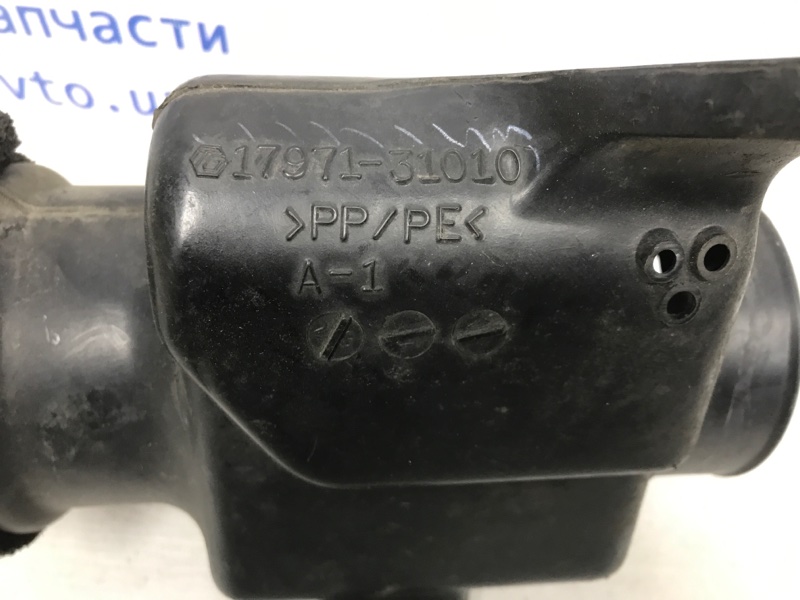 апчасти
vto.u
17971-31010
>PP/PE<
A-1